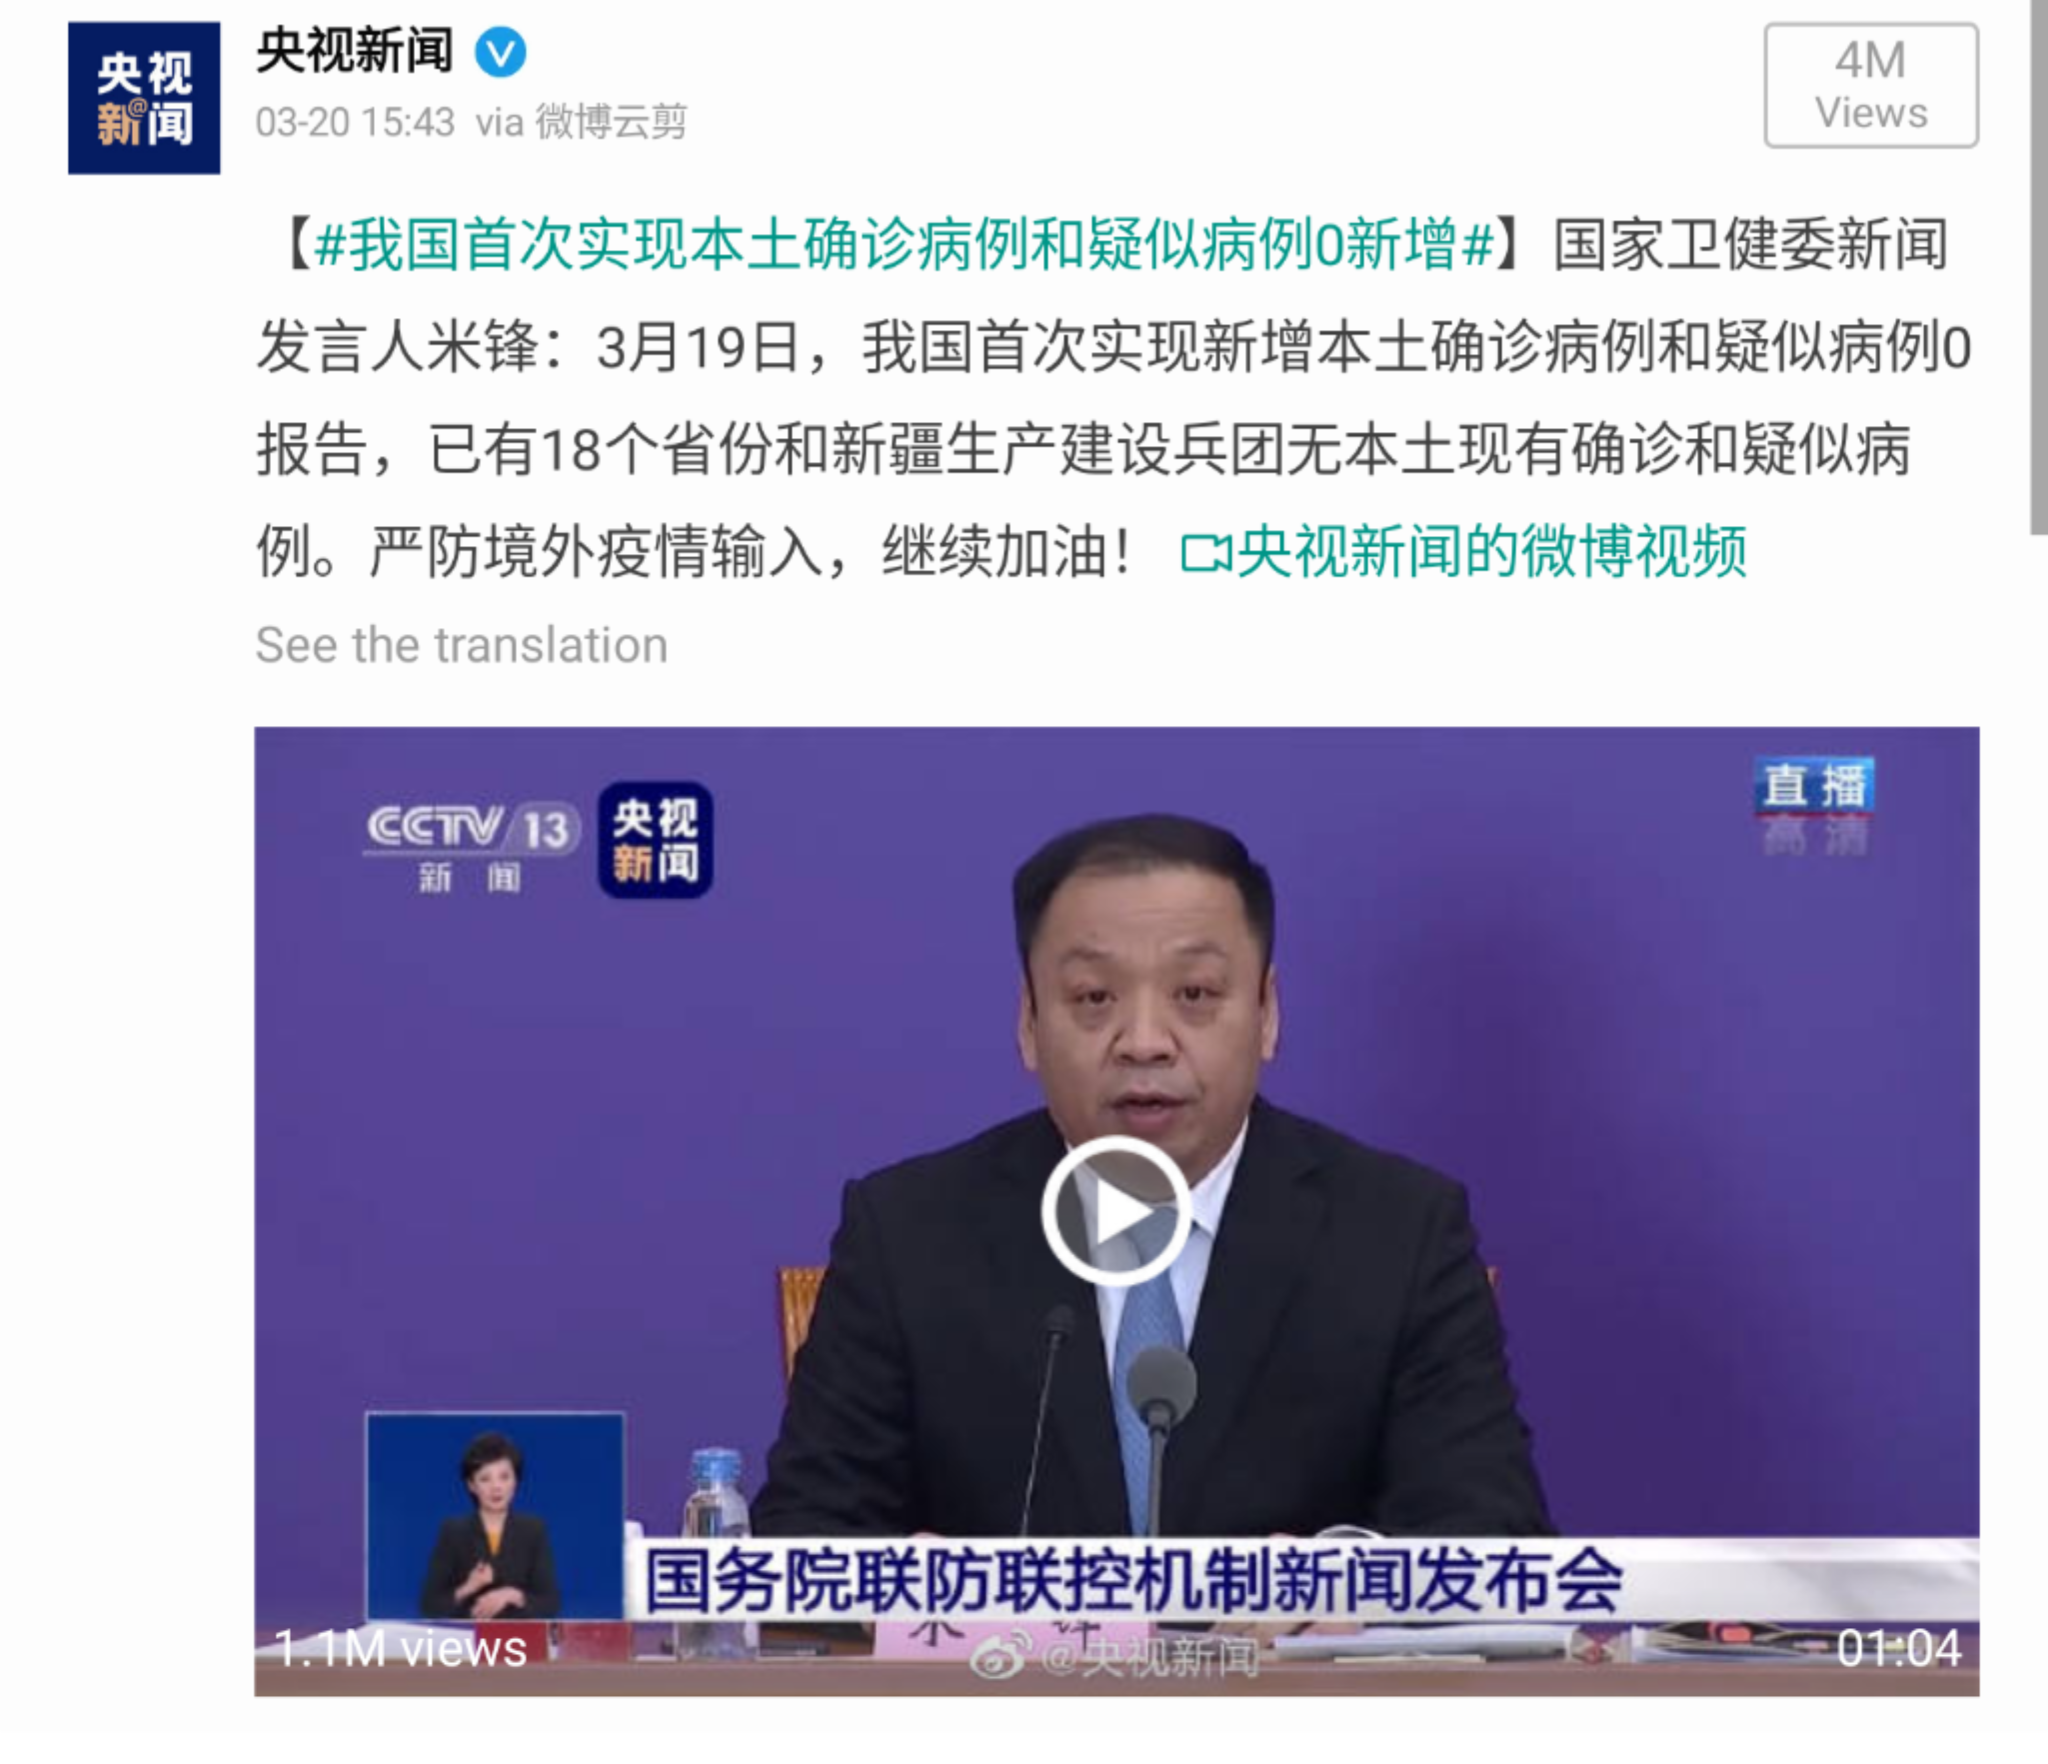 央视
新@闻
央视新闻
03-20 15:43 via 微博云剪
4M
Views
【#我国首次实现本土确诊病例和疑似病例0新增#】国家卫健委新闻
发言人米锋：3月19日，我国首次实现新增本土确诊病例和疑似病例0
报告，已有18个省份和新疆生产建设兵团无本土现有确诊和疑似病
例。严防境外疫情输入，继续加油！ 央视新闻的微博视频
See the translation
CCTV 13
新闻
央视
新闻
直播
高清
国务院联防联控机制新闻发布会
1.1M views
@央视新闻
01:04